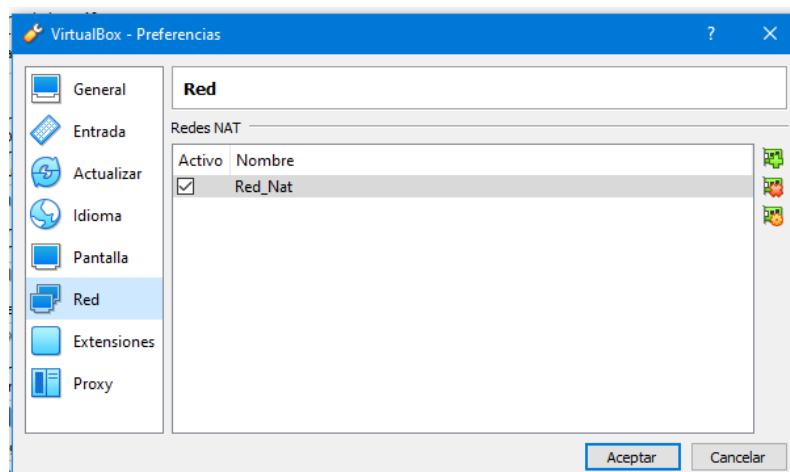 VirtualBox - Preferencias
?
General
Entrada
Actualizar
Idioma
Pantalla
Red
Extensiones
Proxy
Red
Redes NAT
Activo Nombre
Red_Nat
Aceptar Cancelar